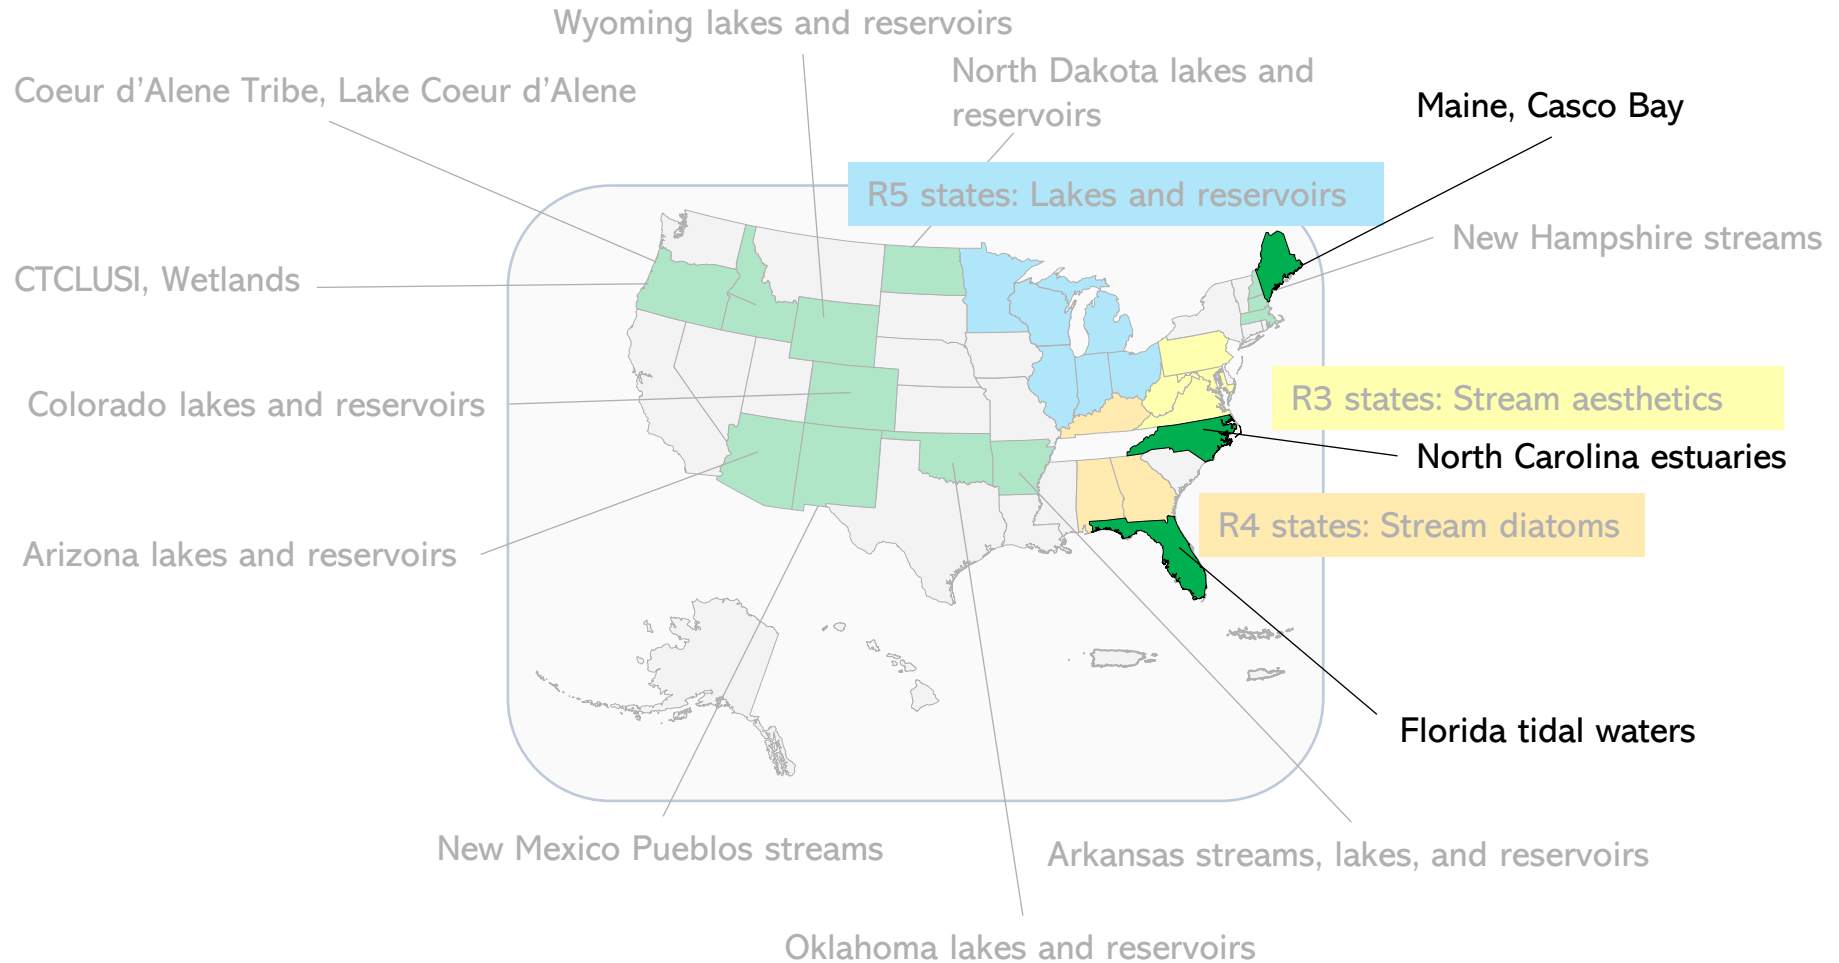 Wyoming lakes and reservoirs
North Dakota lakes and
reservoirs
Coeur d’Alene Tribe, Lake Coeur d’Alene
Maine, Casco Bay
R5 states: Lakes and reservoirs
New Hampshire streams
CTCLUSI, Wetlands
Colorado lakes and reservoirs
R3 states: Stream aesthetics
North Carolina estuaries
R4 states: Stream diatoms
Arizona lakes and reservoirs
Florida tidal waters
New Mexico Pueblos streams
Arkansas streams, lakes, and reservoirs
Oklahoma lakes and reservoirs